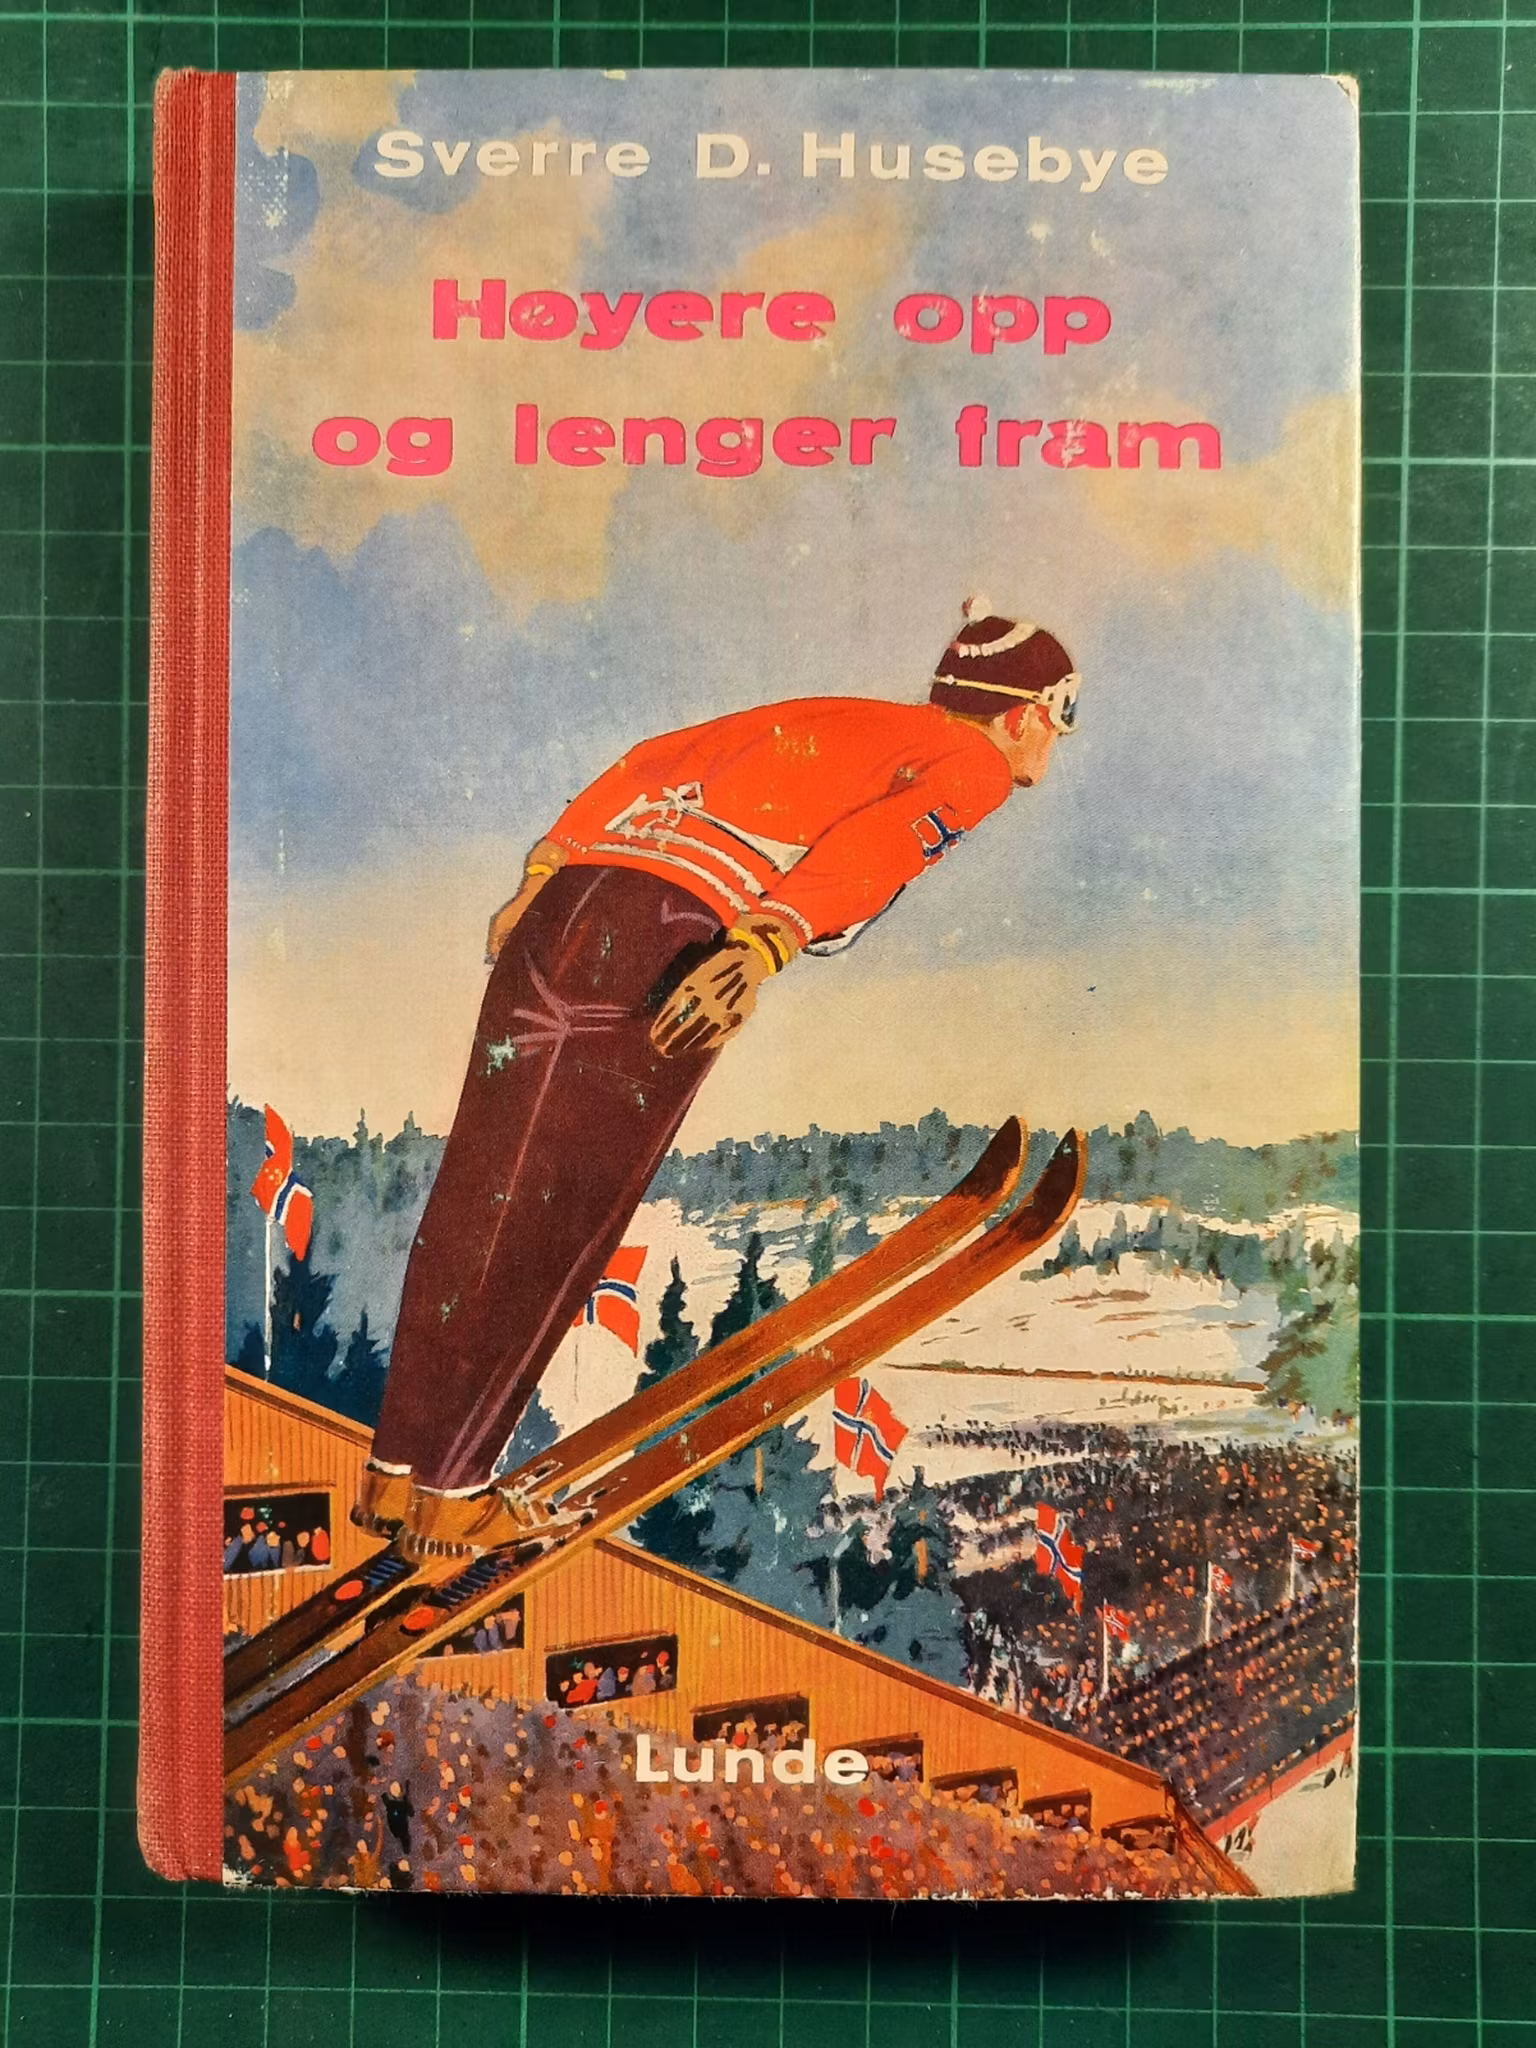 Sverre D. Husebye
Høyere opp
og lenger fram
Lunde